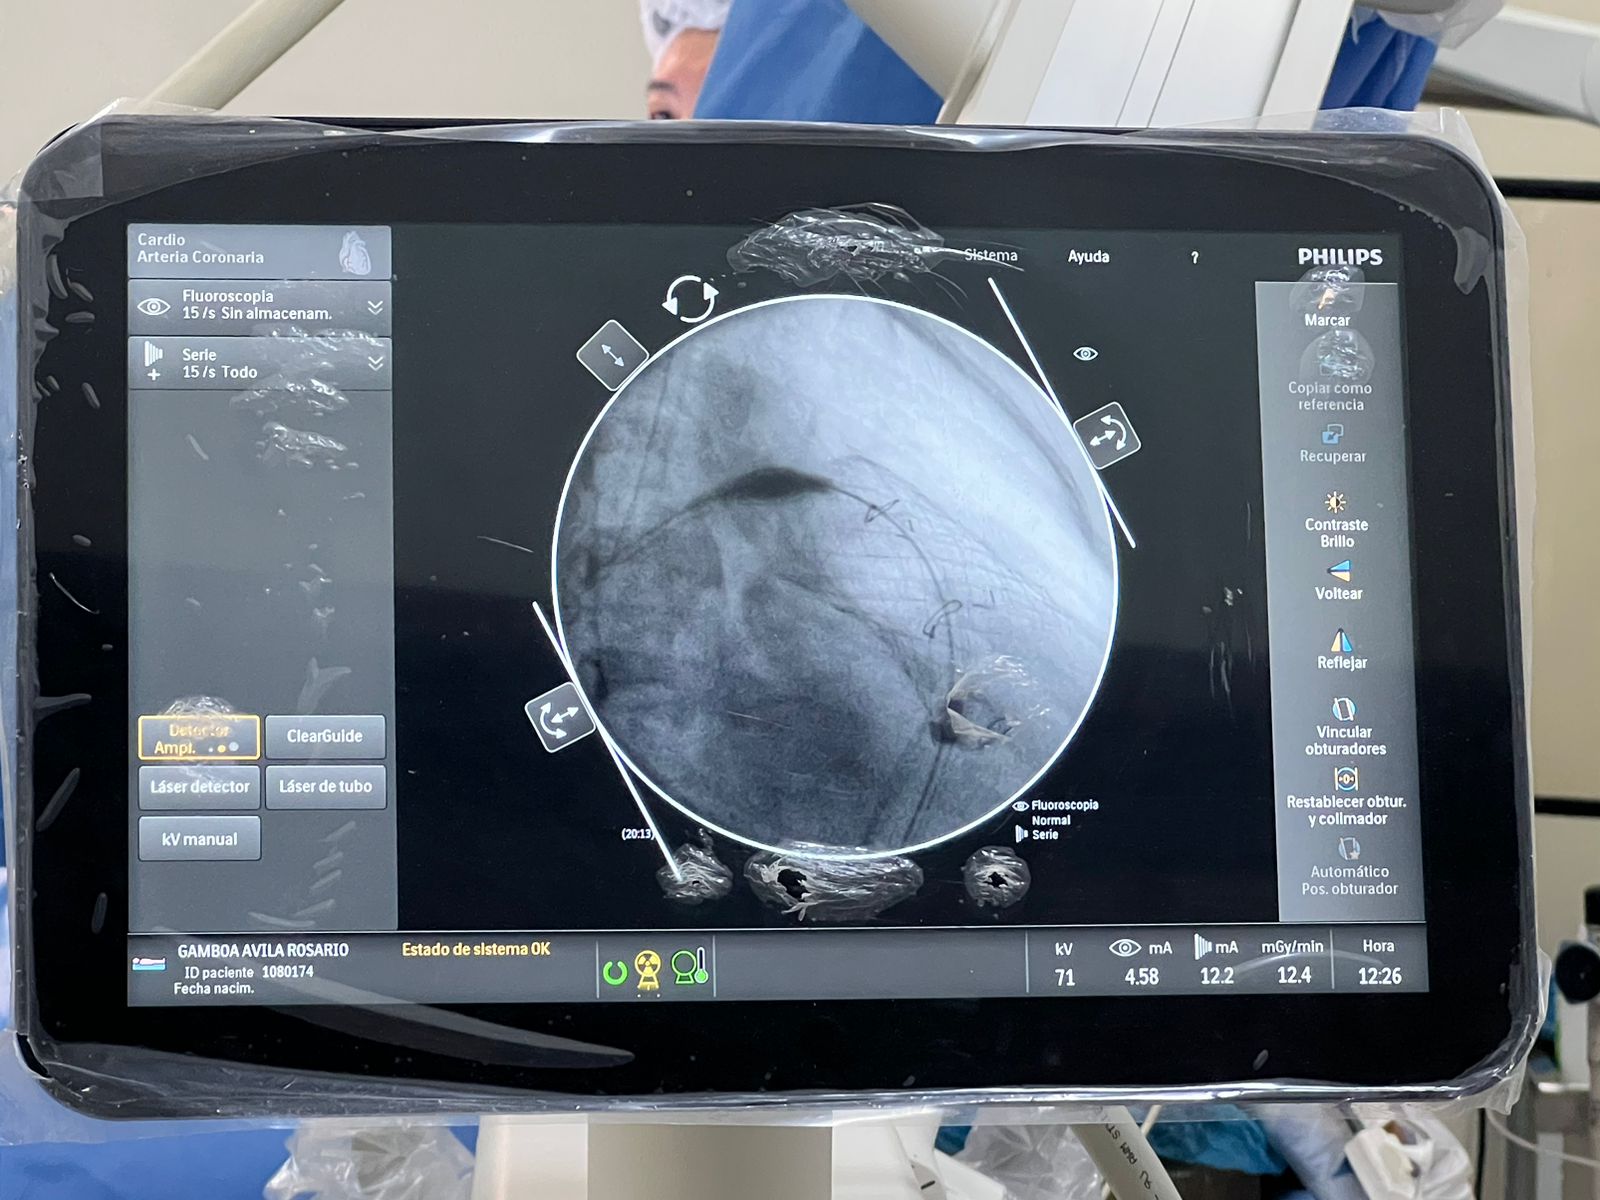 Cardio
Arteria Coronaria
Fluoroscopia
15 /s Sin almacenam.
Serie
15 /s Todo
Sistema
Ayuda
?
PHILIPS
Marcar
Copiar como
referencia
Recuperar
Contraste
Brillo
Voltear
Reflejar
Vincular
obturadores
Restablecer obtur.
y colimador
Automático
Pos. obturador
Detector
Ampl.
ClearGuide
Láser detector
Láser de tubo
kV manual
(20:13)
Fluoroscopia
Normal
Serie
GAMBOA AVILA ROSARIO
ID paciente 1080174
Fecha nacim.
Estado de sistema OK
kV
71
mA
4.58
mA
12.2
mGy/min
12.4
Hora
12:26